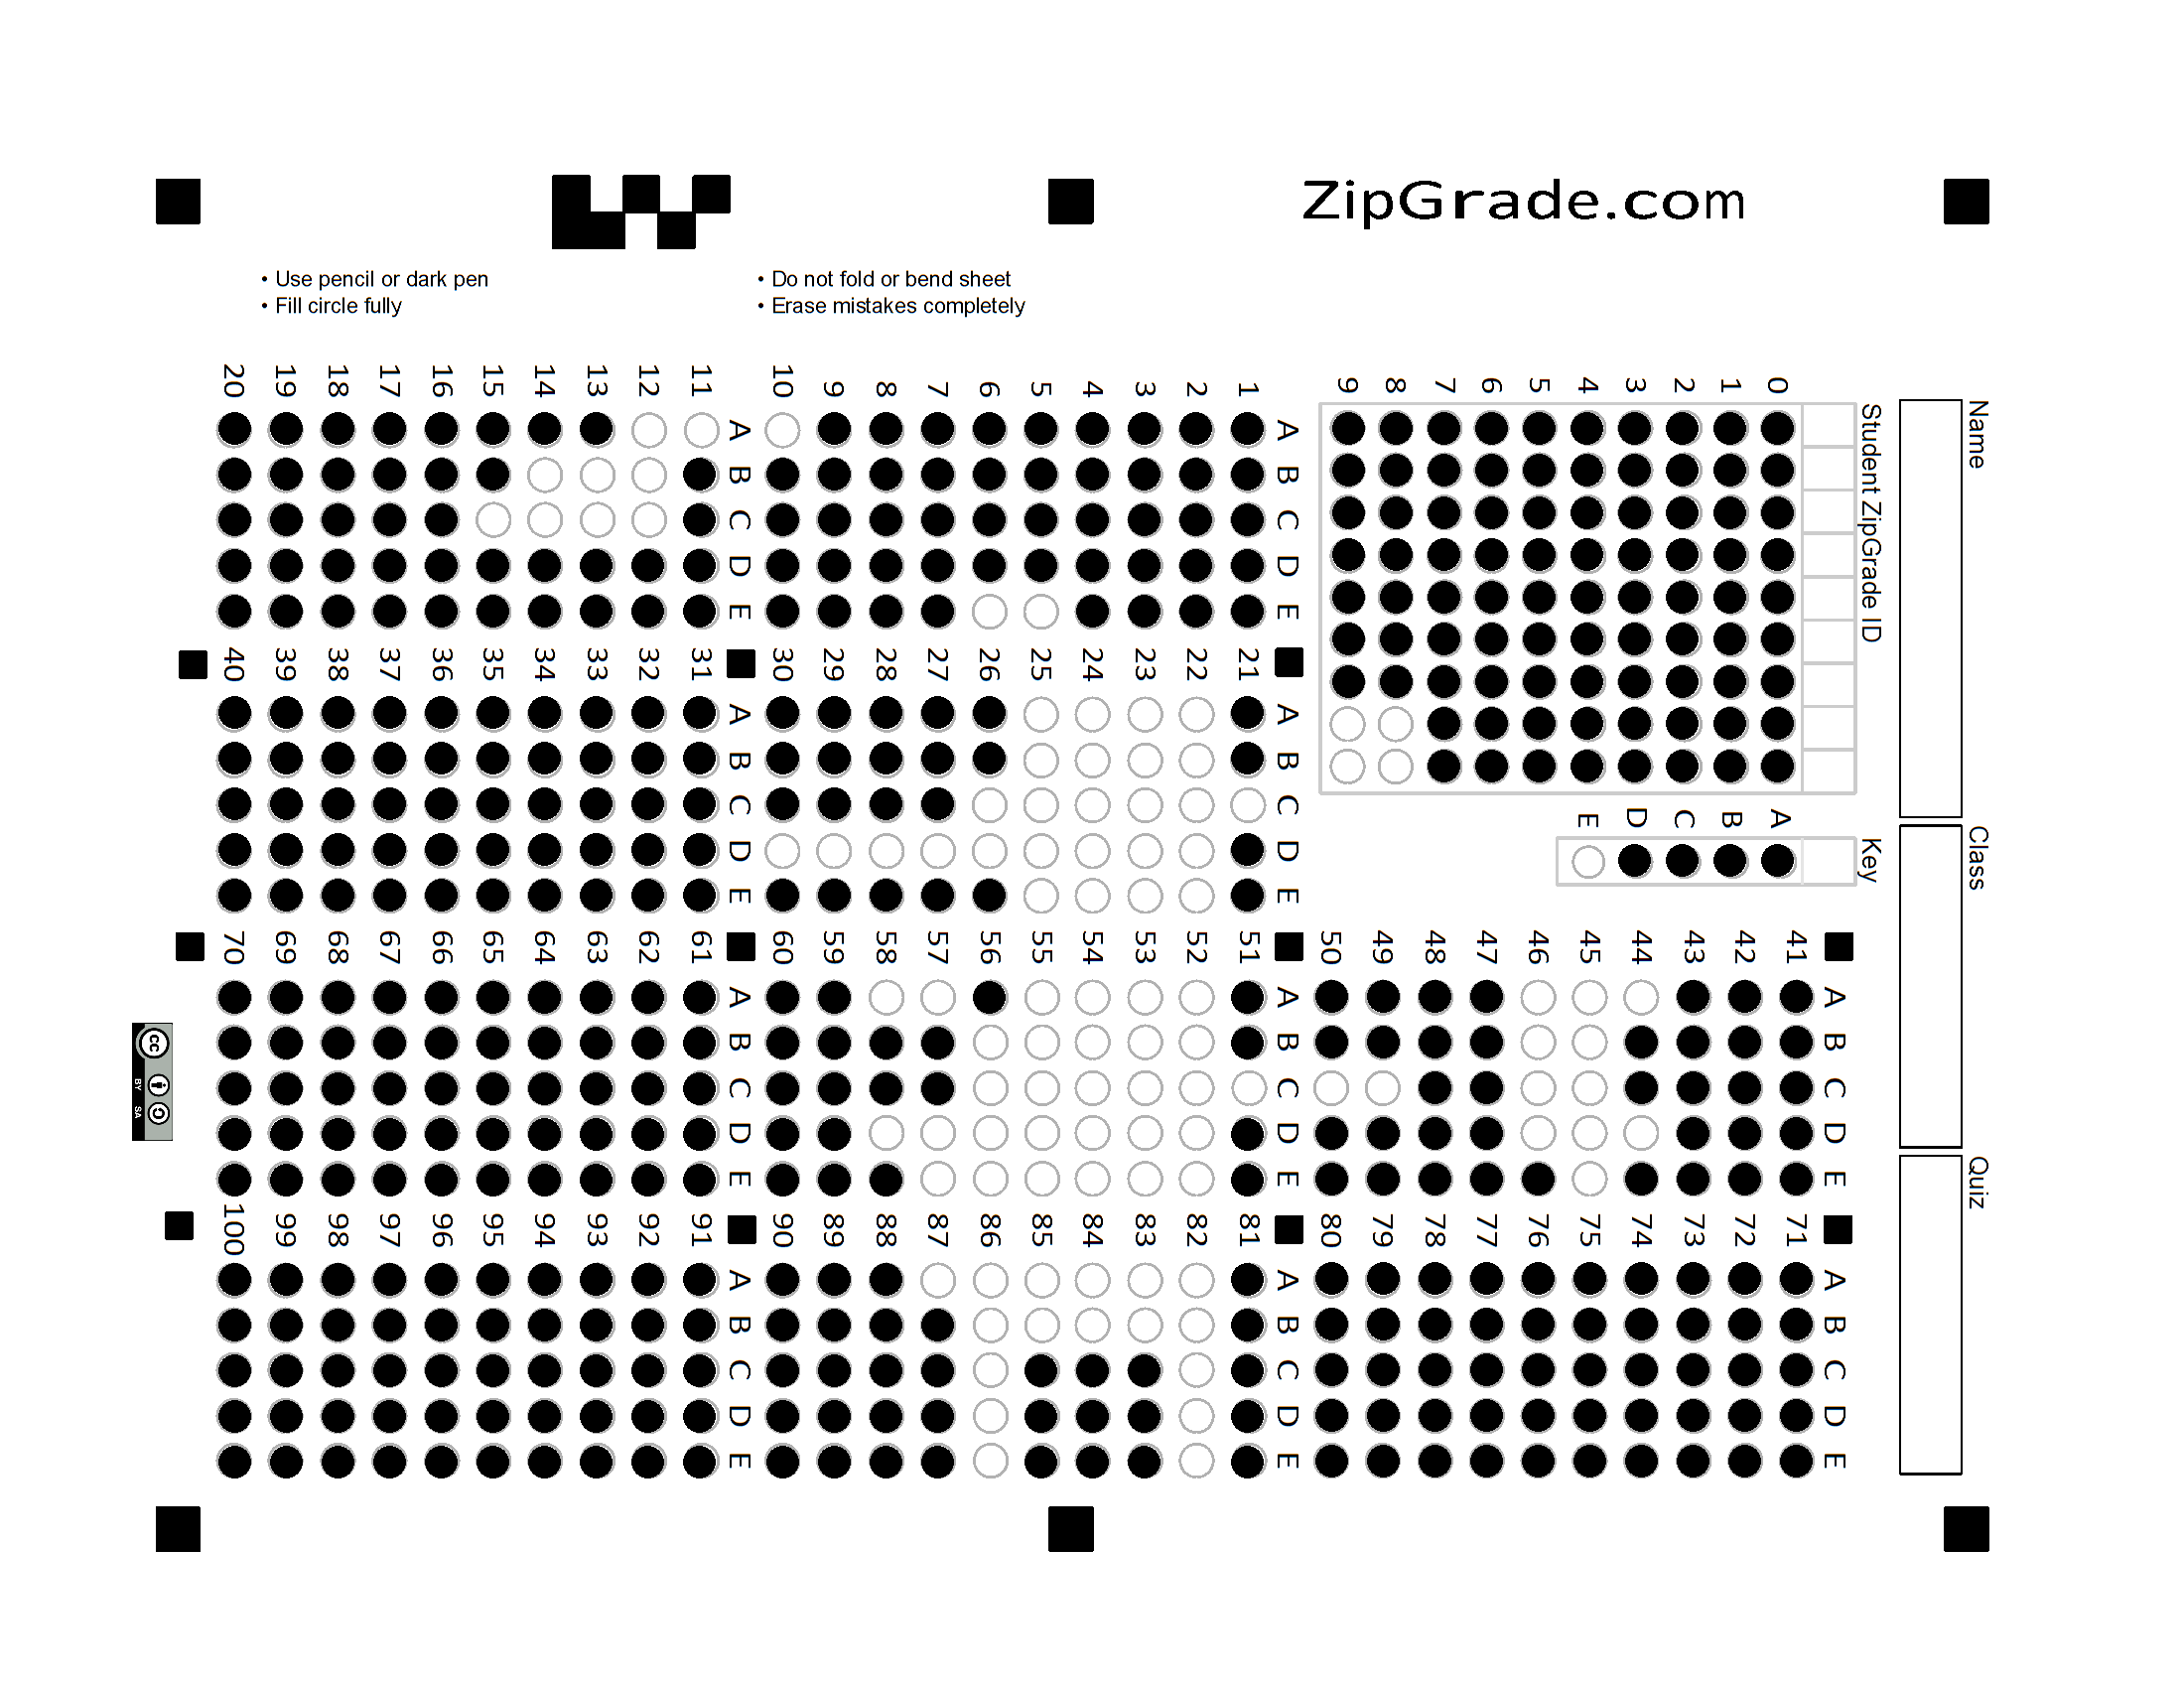 ZipGrade.com
• Use pencil or dark pen
• Fill circle fully
• Do not fold or bend sheet
• Erase mistakes completely
Name
Class
Quiz
Student ZipGrade ID
0 1 2 3 4 5 6 7 8 9
Key
A B C D E
A B C D E
1 2 3 4 5 6 7 8 9 10
A B C D E
11 12 13 14 15 16 17 18 19 20
A B C D E
21 22 23 24 25 26 27 28 29 30
A B C D E
31 32 33 34 35 36 37 38 39 40
A B C D E
41 42 43 44 45 46 47 48 49 50
A B C D E
51 52 53 54 55 56 57 58 59 60
A B C D E
61 62 63 64 65 66 67 68 69 70
A B C D E
71 72 73 74 75 76 77 78 79 80
A B C D E
81 82 83 84 85 86 87 88 89 90
A B C D E
91 92 93 94 95 96 97 98 99 100
cc BY SA